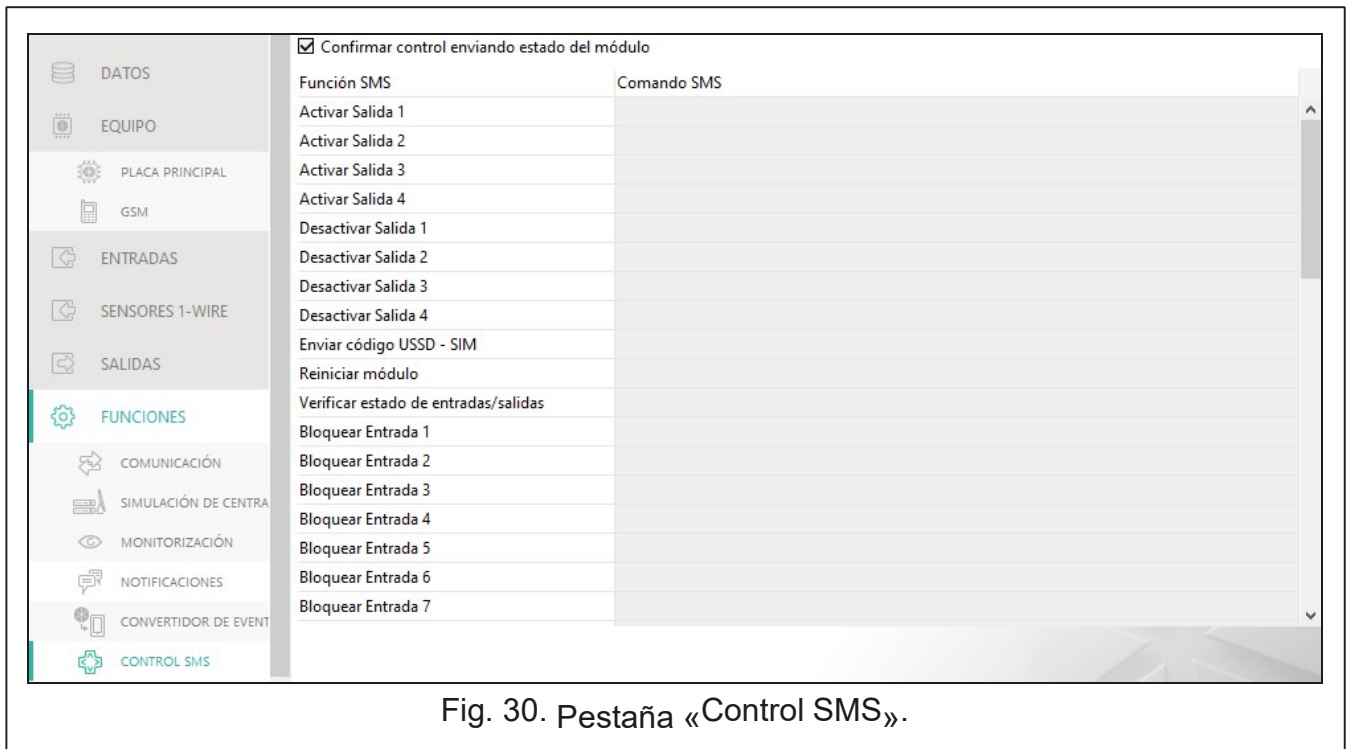 DATOS
EQUIPO
PLACA PRINCIPAL
GSM
ENTRADAS
SENSORES 1-WIRE
SALIDAS
FUNCIONES
COMUNICACIÓN
SIMULACIÓN DE CENTRA
MONITORIZACIÓN
NOTIFICACIONES
CONVERTIDOR DE EVENT
CONTROL SMS
Confirmar control enviando estado del módulo
Función SMS Comando SMS
Activar Salida 1
Activar Salida 2
Activar Salida 3
Activar Salida 4
Desactivar Salida 1
Desactivar Salida 2
Desactivar Salida 3
Desactivar Salida 4
Enviar código USSD - SIM
Reiniciar módulo
Verificar estado de entradas/salidas
Bloquear Entrada 1
Bloquear Entrada 2
Bloquear Entrada 3
Bloquear Entrada 4
Bloquear Entrada 5
Bloquear Entrada 6
Bloquear Entrada 7
Fig. 30. Pestaña «Control SMS».